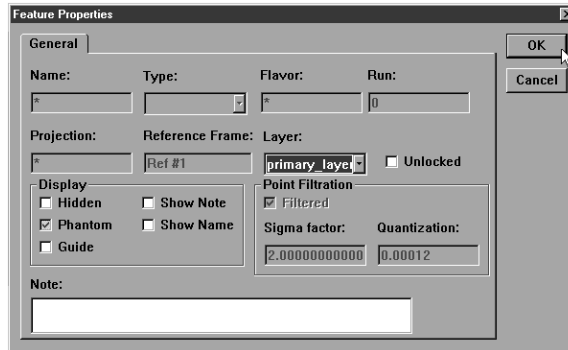 Feature Properties
General
OK
Cancel
Name: Type: Flavor: Run:
* * 0
Projection: Reference Frame: Layer:
* Ref #1 primary_layer Unlocked
Display
Hidden Show Note
Phantom Show Name
Guide
Point Filtration
Filtered
Sigma factor: Quantization:
2.00000000000 0.00012
Note: